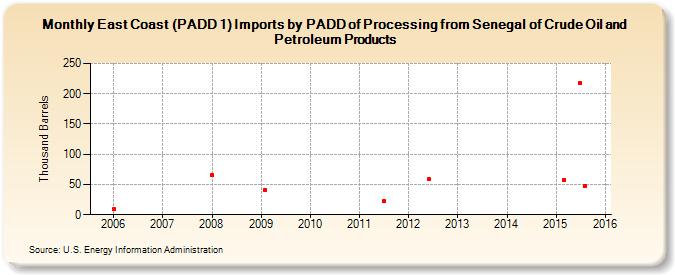 Monthly East Coast (PADD 1) Imports by PADD of Processing from Senegal of Crude Oil and
Petroleum Products
Thousand Barrels
250
200
150
100
50
0
2006 2007 2008 2009 2010 2011 2012 2013 2014 2015 2016
Source: U.S. Energy Information Administration